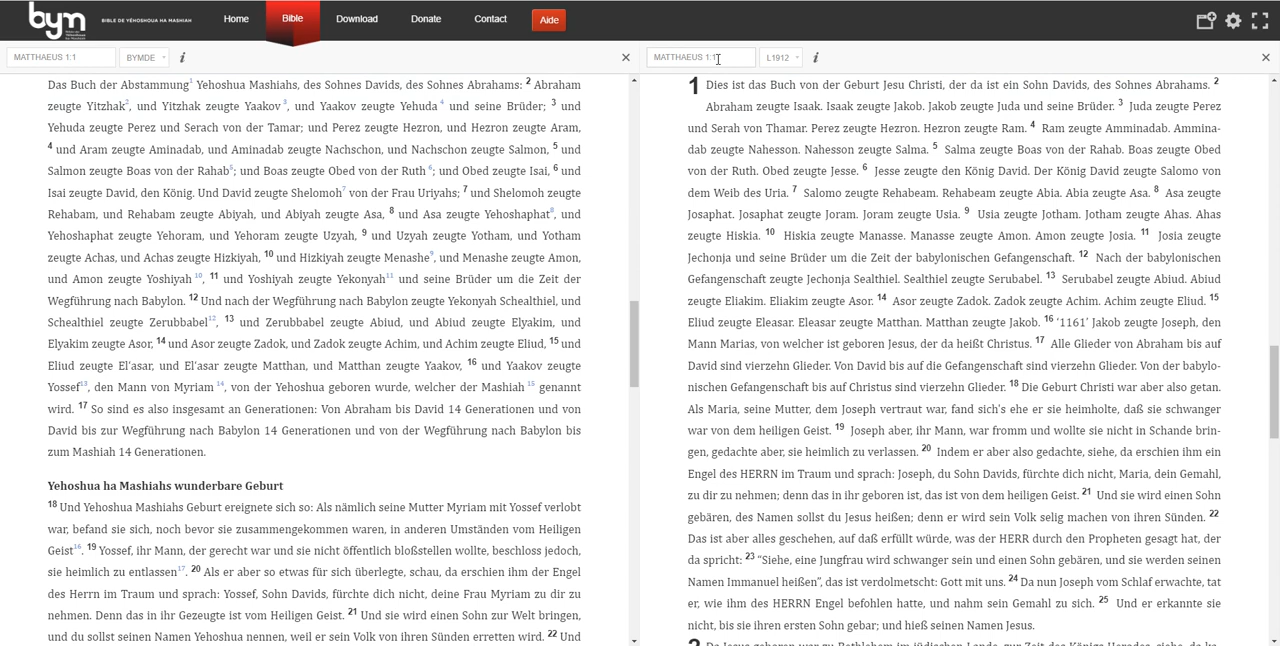 bym
BIBLE DE YÉHOSHOUA HA MASHIAH
Home
Bible
Download
Donate
Contact
Aide
MATTHAEUS 1:1
BYMDE
i
×
Das Buch der Abstammung1 Yehoshua Mashiahs, des Sohnes Davids, des Sohnes Abrahams: 2 Abraham
zeugte Yitzhak2, und Yitzhak zeugte Yaakov 3, und Yaakov zeugte Yehuda 4 und seine Brüder; 3 und
Yehuda zeugte Perez und Serach von der Tamar; und Perez zeugte Hezron, und Hezron zeugte Aram,
4 und Aram zeugte Aminadab, und Aminadab zeugte Nachschon, und Nachschon zeugte Salmon, 5 und
Salmon zeugte Boas von der Rahab5; und Boas zeugte Obed von der Ruth 6; und Obed zeugte Isai, 6 und
Isai zeugte David, den König. Und David zeugte Shelomoh7 von der Frau Uriyahs; 7 und Shelomoh zeugte
Rehabam, und Rehabam zeugte Abiyah, und Abiyah zeugte Asa, 8 und Asa zeugte Yehoshaphat8, und
Yehoshaphat zeugte Yehoram, und Yehoram zeugte Uzyah, 9 und Uzyah zeugte Yotham, und Yotham
zeugte Achas, und Achas zeugte Hizkiyah, 10 und Hizkiyah zeugte Menashe9, und Menashe zeugte Amon,
und Amon zeugte Yoshiyah 10, 11 und Yoshiyah zeugte Yekonyah11 und seine Brüder um die Zeit der
Wegführung nach Babylon. 12 Und nach der Wegführung nach Babylon zeugte Yekonyah Schealthiel, und
Schealthiel zeugte Zerubbabel12, 13 und Zerubbabel zeugte Abiud, und Abiud zeugte Elyakim, und
Elyakim zeugte Asor, 14 und Asor zeugte Zadok, und Zadok zeugte Achim, und Achim zeugte Eliud, 15 und
Eliud zeugte El‘asar, und El‘asar zeugte Matthan, und Matthan zeugte Yaakov, 16 und Yaakov zeugte
Yossef13, den Mann von Myriam 14, von der Yehoshua geboren wurde, welcher der Mashiah 15 genannt
wird. 17 So sind es also insgesamt an Generationen: Von Abraham bis David 14 Generationen und von
David bis zur Wegführung nach Babylon 14 Generationen und von der Wegführung nach Babylon bis
zum Mashiah 14 Generationen.
Yehoshua ha Mashiahs wunderbare Geburt
18 Und Yehoshua Mashiahs Geburt ereignete sich so: Als nämlich seine Mutter Myriam mit Yossef verlobt
war, befand sie sich, noch bevor sie zusammengekommen waren, in anderen Umständen vom Heiligen
Geist16. 19 Yossef, ihr Mann, der gerecht war und sie nicht öffentlich bloßstellen wollte, beschloss jedoch,
sie heimlich zu entlassen17. 20 Als er aber so etwas für sich überlegte, schau, da erschien ihm der Engel
des Herrn im Traum und sprach: Yossef, Sohn Davids, fürchte dich nicht, deine Frau Myriam zu dir zu
nehmen. Denn das in ihr Gezeugte ist vom Heiligen Geist. 21 Und sie wird einen Sohn zur Welt bringen,
und du sollst seinen Namen Yehoshua nennen, weil er sein Volk von ihren Sünden erretten wird. 22 Und
MATTHAEUS 1:1
L1912
i
×
1 Dies ist das Buch von der Geburt Jesu Christi, der da ist ein Sohn Davids, des Sohnes Abrahams. 2
Abraham zeugte Isaak. Isaak zeugte Jakob. Jakob zeugte Juda und seine Brüder. 3 Juda zeugte Perez
und Serah von Thamar. Perez zeugte Hezron. Hezron zeugte Ram. 4 Ram zeugte Amminadab. Ammina-
dab zeugte Nahesson. Nahesson zeugte Salma. 5 Salma zeugte Boas von der Rahab. Boas zeugte Obed
von der Ruth. Obed zeugte Jesse. 6 Jesse zeugte den König David. Der König David zeugte Salomo von
dem Weib des Uria. 7 Salomo zeugte Rehabeam. Rehabeam zeugte Abia. Abia zeugte Asa. 8 Asa zeugte
Josaphat. Josaphat zeugte Joram. Joram zeugte Usia. 9 Usia zeugte Jotham. Jotham zeugte Ahas. Ahas
zeugte Hiskia. 10 Hiskia zeugte Manasse. Manasse zeugte Amon. Amon zeugte Josia. 11 Josia zeugte
Jechonja und seine Brüder um die Zeit der babylonischen Gefangenschaft. 12 Nach der babylonischen
Gefangenschaft zeugte Jechonja Sealthiel. Sealthiel zeugte Serubabel. 13 Serubabel zeugte Abiud. Abiud
zeugte Eliakim. Eliakim zeugte Asor. 14 Asor zeugte Zadok. Zadok zeugte Achim. Achim zeugte Eliud. 15
Eliud zeugte Eleasar. Eleasar zeugte Matthan. Matthan zeugte Jakob. 16 ‘1161’ Jakob zeugte Joseph, den
Mann Marias, von welcher ist geboren Jesus, der da heißt Christus. 17 Alle Glieder von Abraham bis auf
David sind vierzehn Glieder. Von David bis auf die Gefangenschaft sind vierzehn Glieder. Von der babylo-
nischen Gefangenschaft bis auf Christus sind vierzehn Glieder. 18 Die Geburt Christi war aber also getan.
Als Maria, seine Mutter, dem Joseph vertraut war, fand sich’s ehe er sie heimholte, daß sie schwanger
war von dem heiligen Geist. 19 Joseph aber, ihr Mann, war fromm und wollte sie nicht in Schande brin-
gen, gedachte aber, sie heimlich zu verlassen. 20 Indem er aber also gedachte, siehe, da erschien ihm ein
Engel des HERRN im Traum und sprach: Joseph, du Sohn Davids, fürchte dich nicht, Maria, dein Gemahl,
zu dir zu nehmen; denn das in ihr geboren ist, das ist von dem heiligen Geist. 21 Und sie wird einen Sohn
gebären, des Namen sollst du Jesus heißen; denn er wird sein Volk selig machen von ihren Sünden. 22
Das ist aber alles geschehen, auf daß erfüllt würde, was der HERR durch den Propheten gesagt hat, der
da spricht: 23 “Siehe, eine Jungfrau wird schwanger sein und einen Sohn gebären, und sie werden seinen
Namen Immanuel heißen”, das ist verdolmetscht: Gott mit uns. 24 Da nun Joseph vom Schlaf erwachte, tat
er, wie ihm des HERRN Engel befohlen hatte, und nahm sein Gemahl zu sich. 25 Und er erkannte sie
nicht, bis sie ihren ersten Sohn gebar; und hieß seinen Namen Jesus.